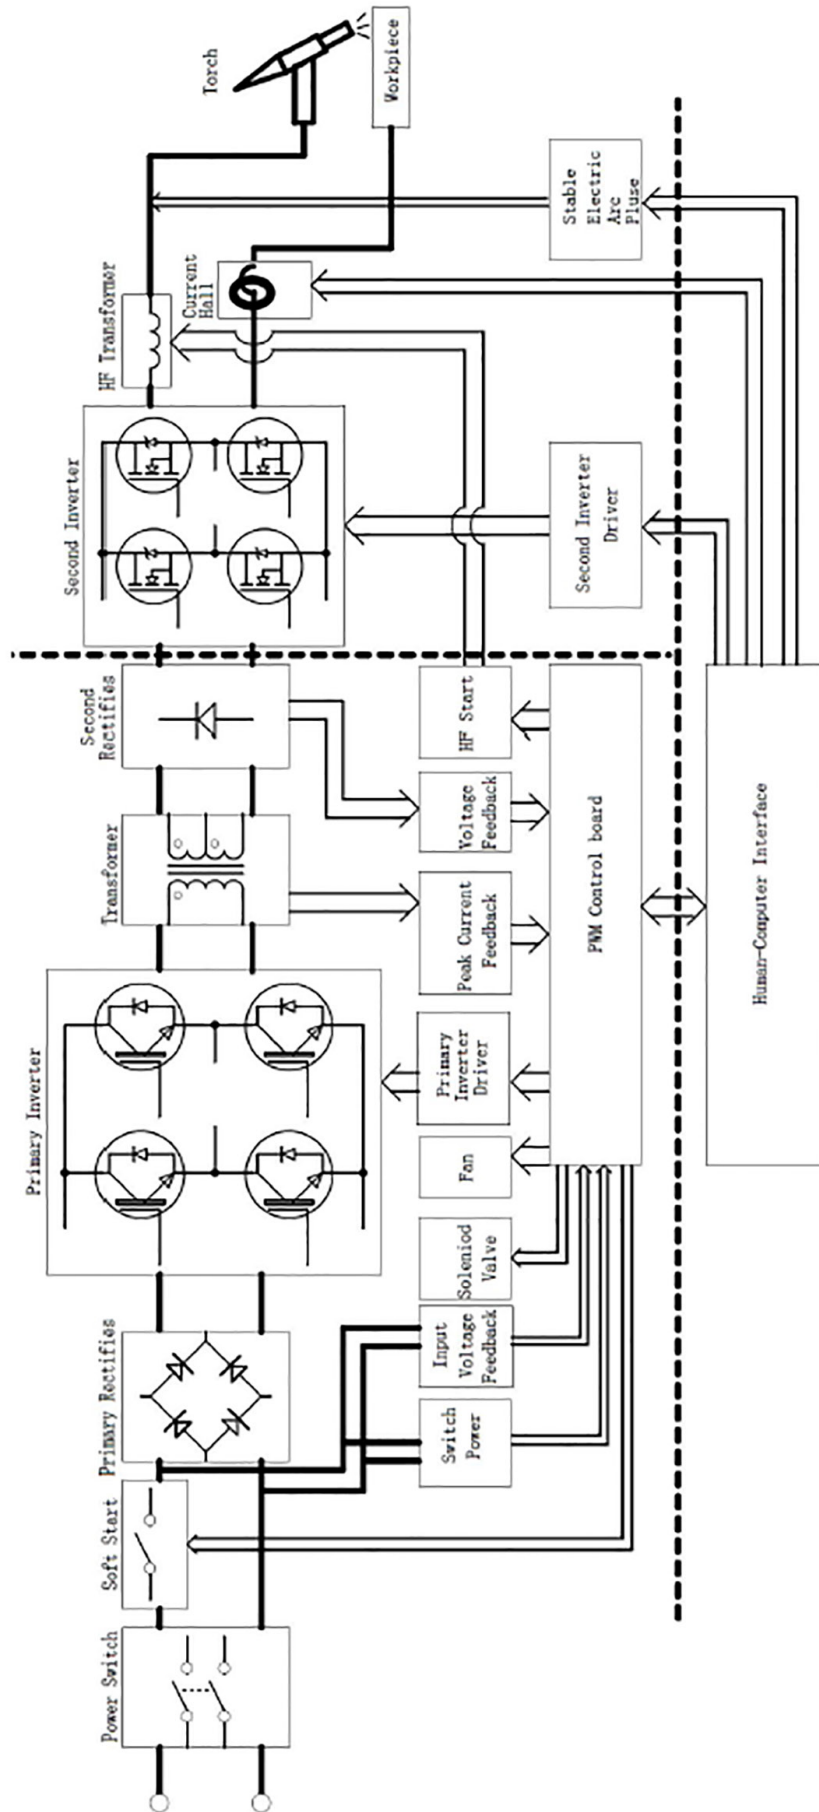 Power Switch
Soft Start
Primary Rectifies
Primary Inverter
Transformer
Second
Rectifies
Second Inverter
HF Transformer
Current
Hall
Torch
Workpiece
Switch
Power
Input
Voltage
Feedback
Soleniod
Valve
Fan
Primary
Inverter
Driver
Peak Current
Feedback
Voltage
Feedback
HF Start
PWM Control board
Second Inverter
Driver
Stable
Electric
Arc
Pluse
Human-Computer Interface